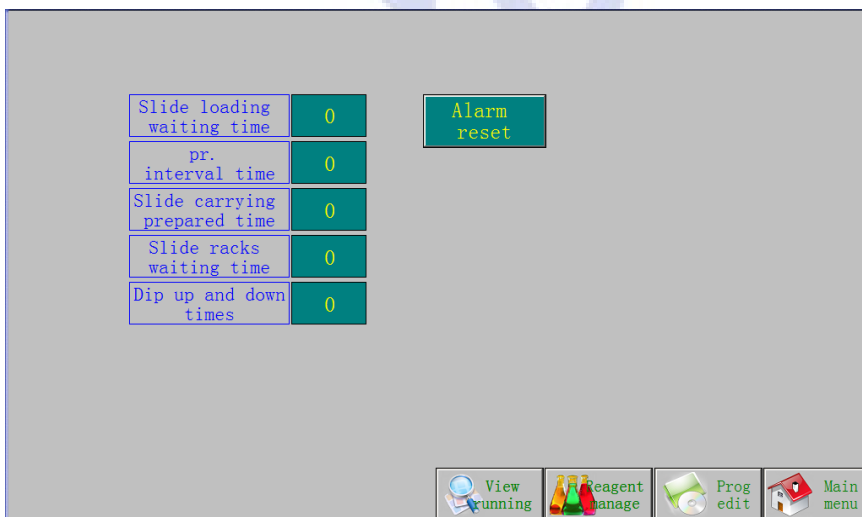 Slide loading
waiting time
0
Alarm
reset
pr.
interval time
0
Slide carrying
prepared time
0
Slide racks
waiting time
0
Dip up and down
times
0
View
running
Reagent
manage
Prog
edit
Main
menu